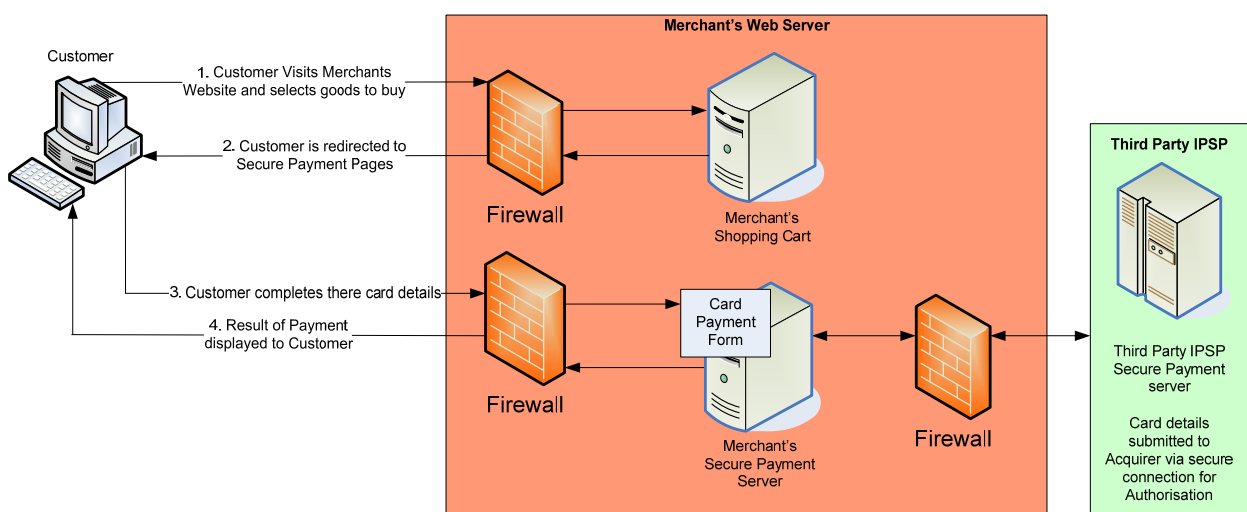 Merchant's Web Server
Customer
1. Customer Visits Merchants
Website and selects goods to buy
2. Customer is redirected to
Secure Payment Pages
Firewall
Merchant's
Shopping Cart
3. Customer completes there card details
4. Result of Payment
displayed to Customer
Firewall
Card
Payment
Form
Merchant's
Secure Payment
Server
Firewall
Third Party IPSP
Third Party IPSP
Secure Payment
server
Card details
submitted to
Acquirer via secure
connection for
Authorisation